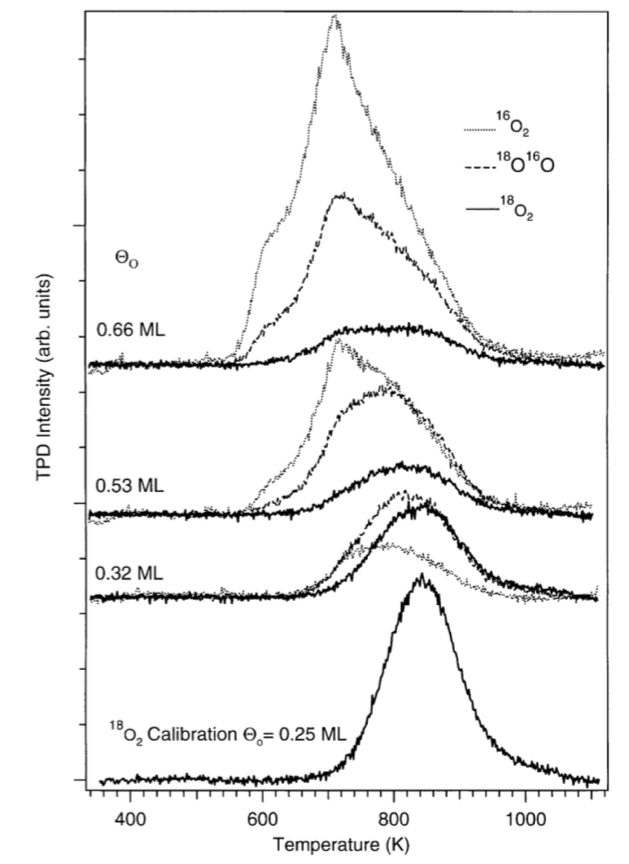 ¹⁶O₂
¹⁸O¹⁶O
¹⁸O₂
ΘO
0.66 ML
0.53 ML
0.32 ML
¹⁸O₂ Calibration Θₒ= 0.25 ML
TPD Intensity (arb. units)
400 600 800 1000
Temperature (K)